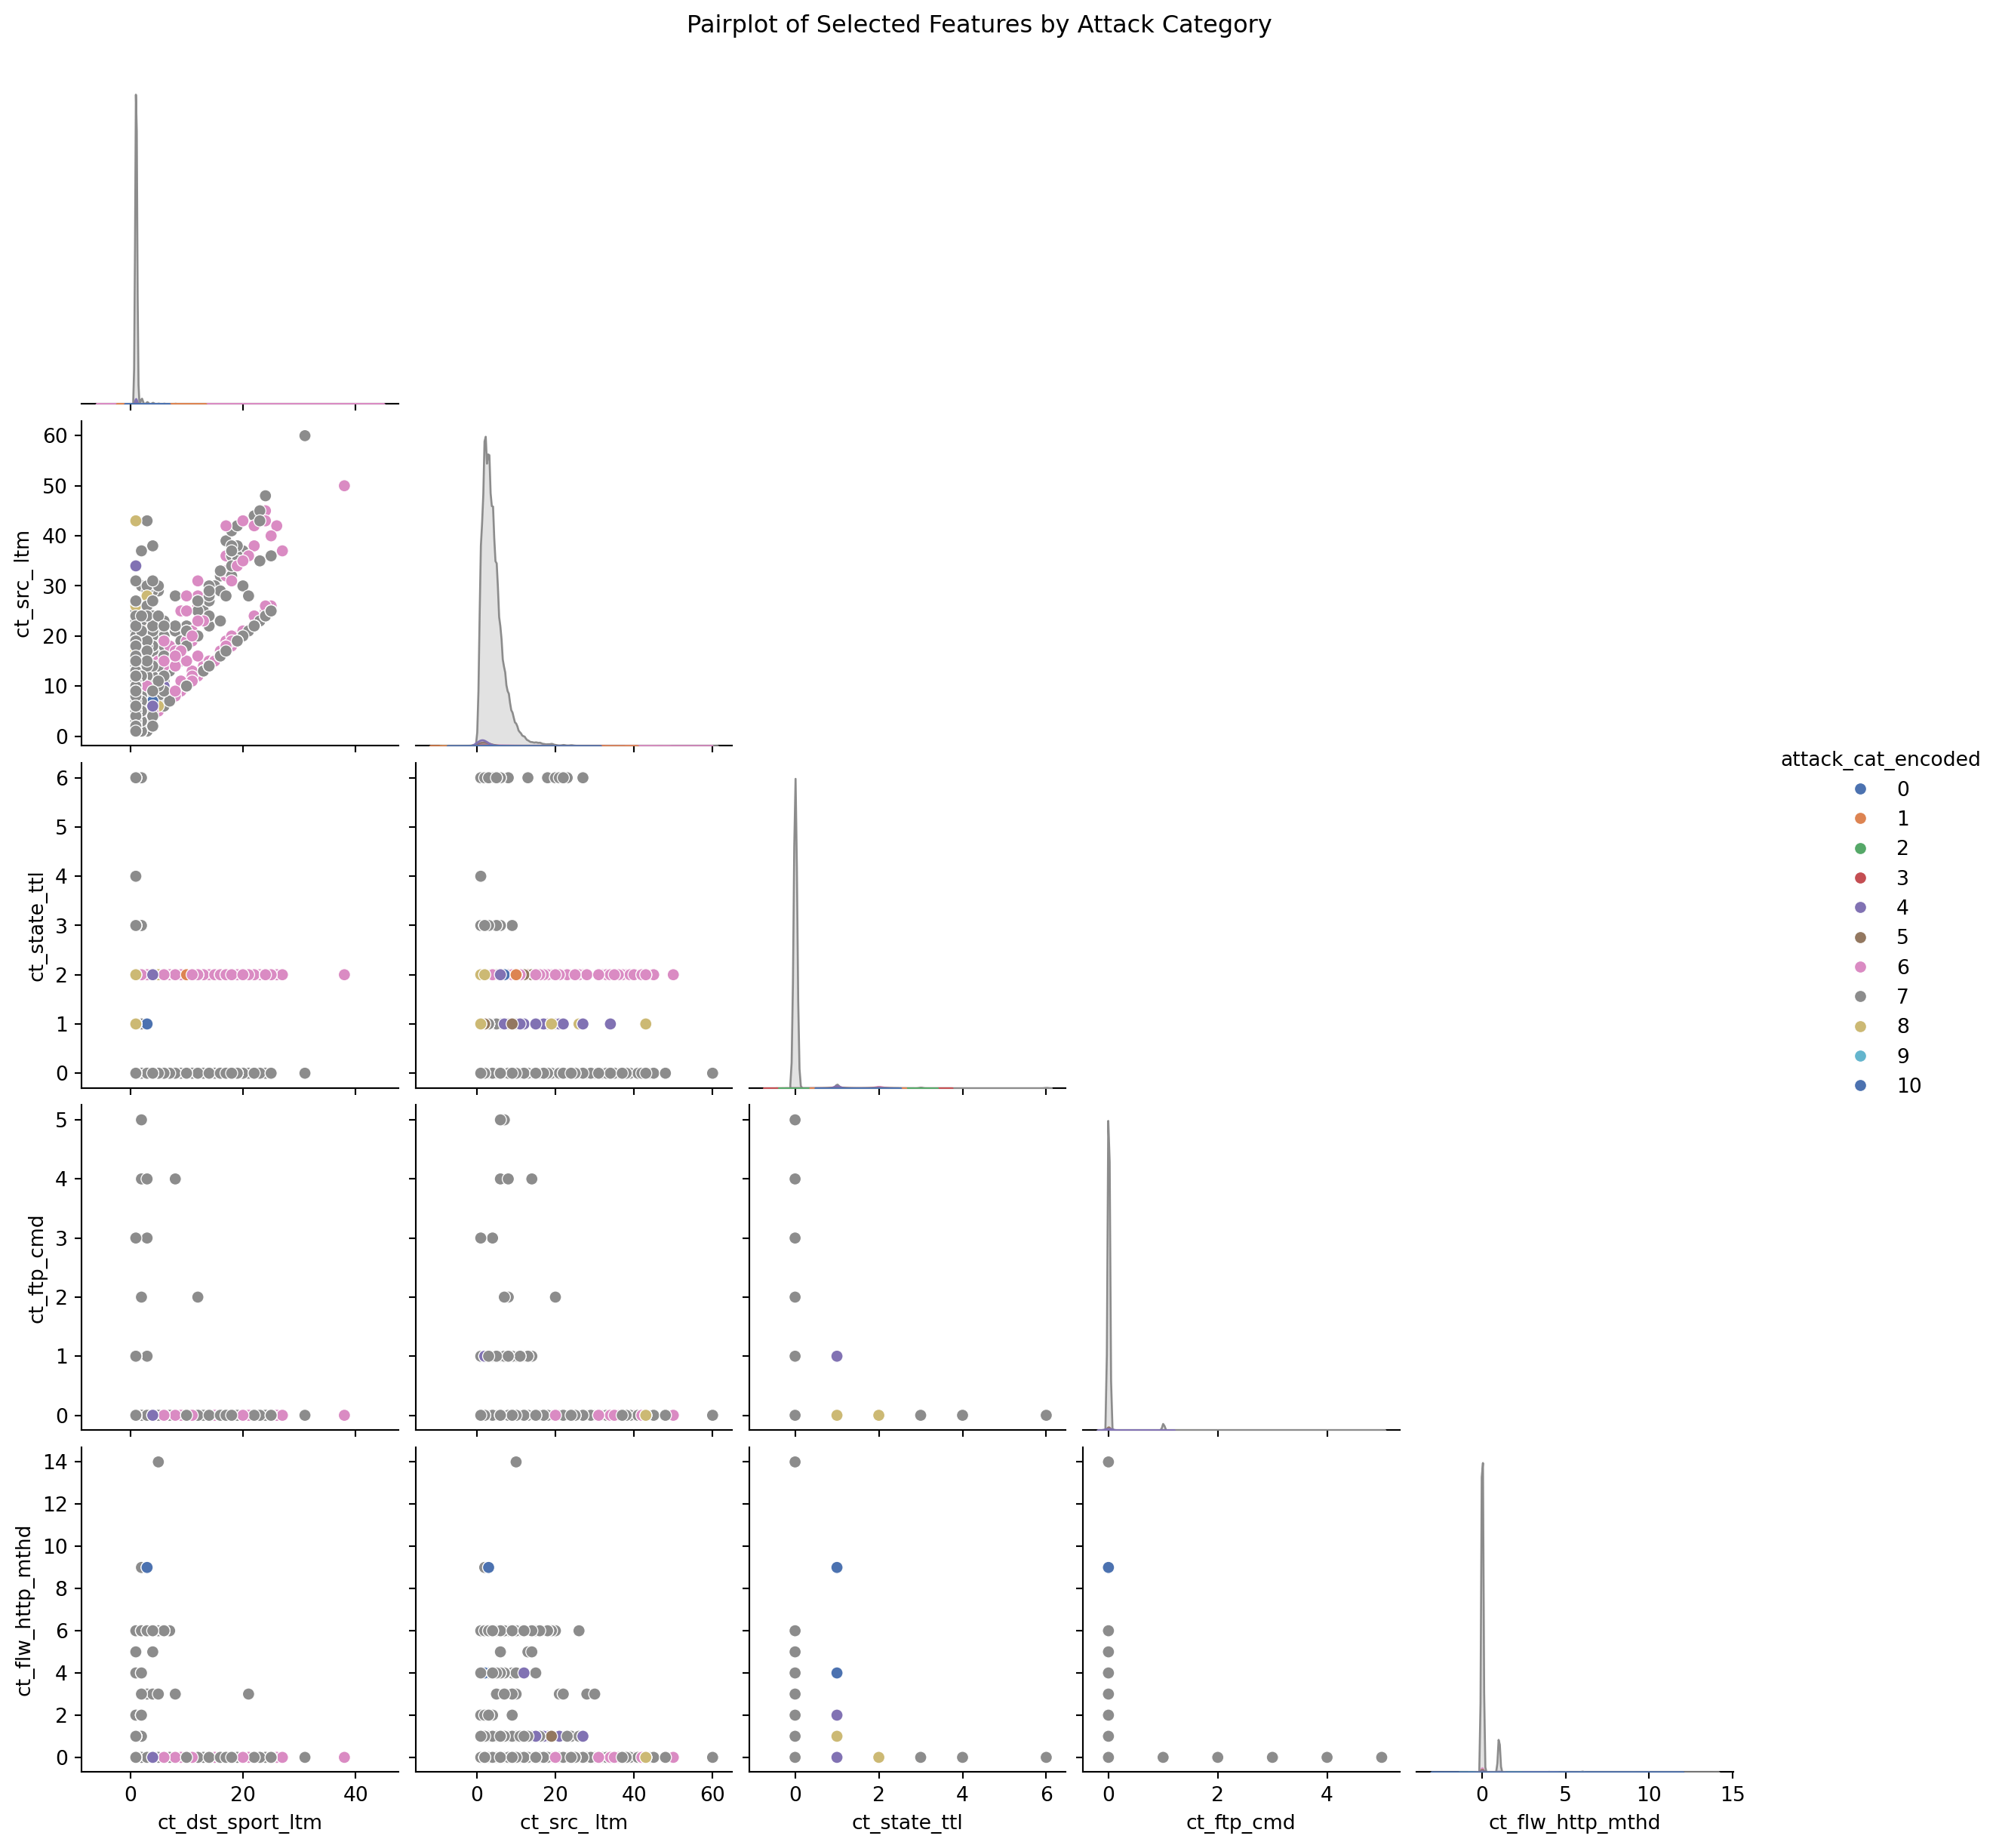 Pairplot of Selected Features by Attack Category
60
50
40
30
20
10
0
ct_src_ ltm
6
5
4
3
2
1
0
ct_state_ttl
5
4
3
2
1
0
ct_ftp_cmd
14
12
10
8
6
4
2
0
ct_flw_http_mthd
0 20 40
ct_dst_sport_ltm
0 20 40 60
ct_src_ ltm
0 2 4 6
ct_state_ttl
0 2 4
ct_ftp_cmd
0 5 10 15
ct_flw_http_mthd
attack_cat_encoded
0
1
2
3
4
5
6
7
8
9
10